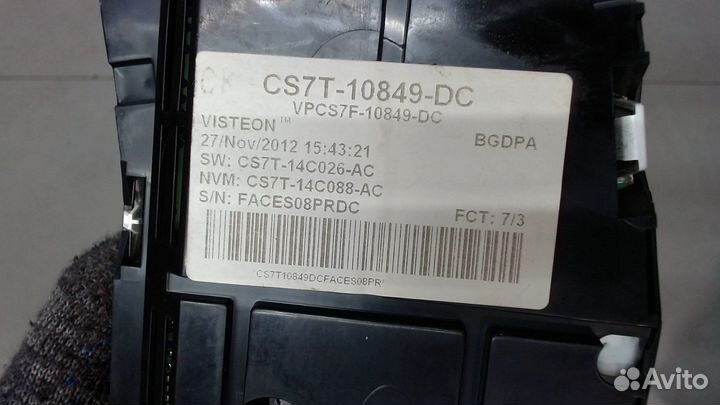 CK
CS7T-10849-DC
VPCS7F-10849-DC
VISTEON™
BGDPA
27/Nov/2012 15:43:21
SW: CS7T-14C026-AC
NVM: CS7T-14C088-AC
S/N: FACES08PRDC
FCT: 7/3
CS7T10849DCFACES08PR
Avito